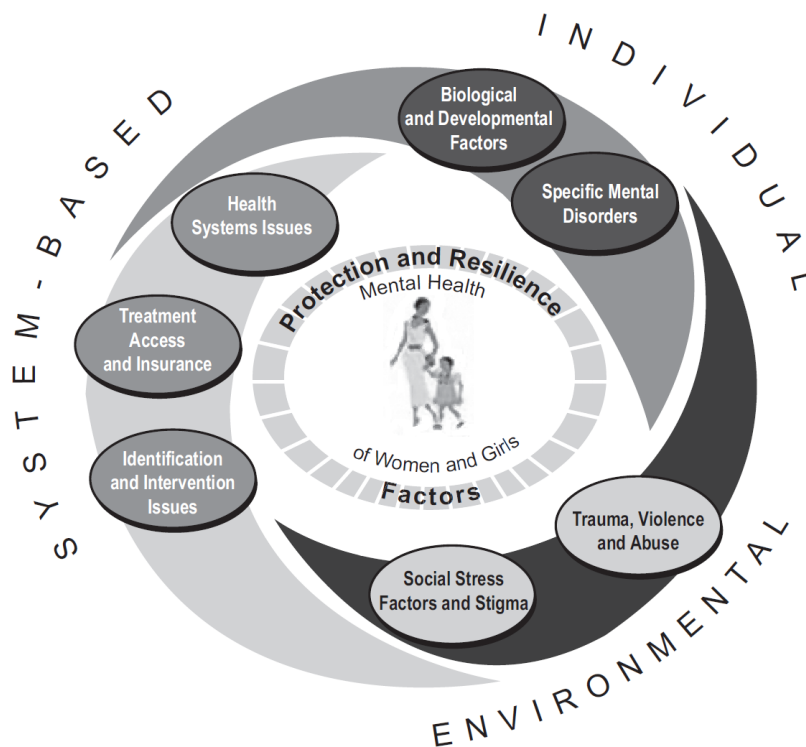 INDIVIDUAL
SYSTEM-BASED
Biological
and Developmental
Factors
Specific Mental
Disorders
Health
Systems Issues
Protection and Resilience
Mental Health
Treatment
Access
and Insurance
of Women and Girls
Factors
Identification
and Intervention
Issues
Trauma, Violence
and Abuse
Social Stress
Factors and Stigma
ENVIRONMENTAL